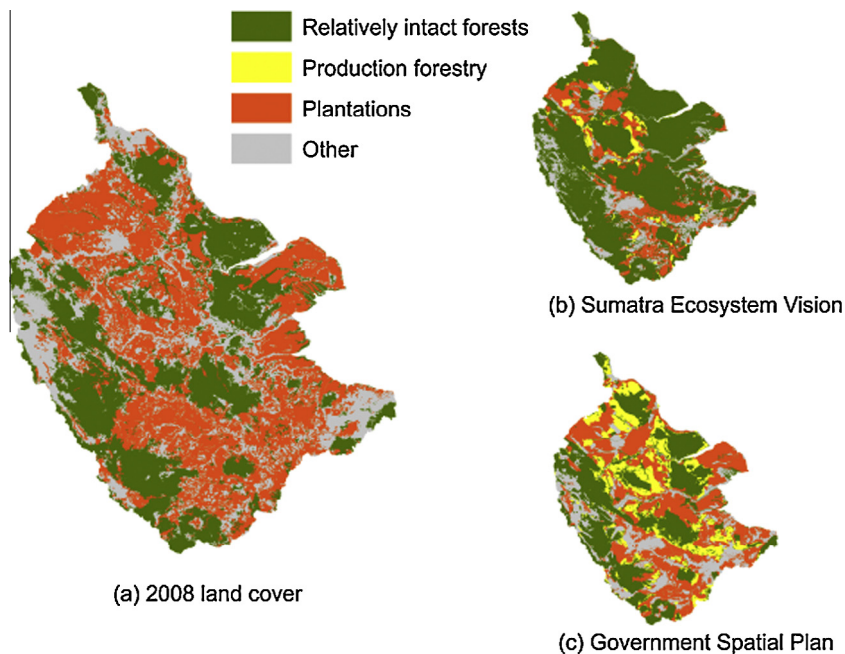 Relatively intact forests
Production forestry
Plantations
Other
(a) 2008 land cover
(b) Sumatra Ecosystem Vision
(c) Government Spatial Plan